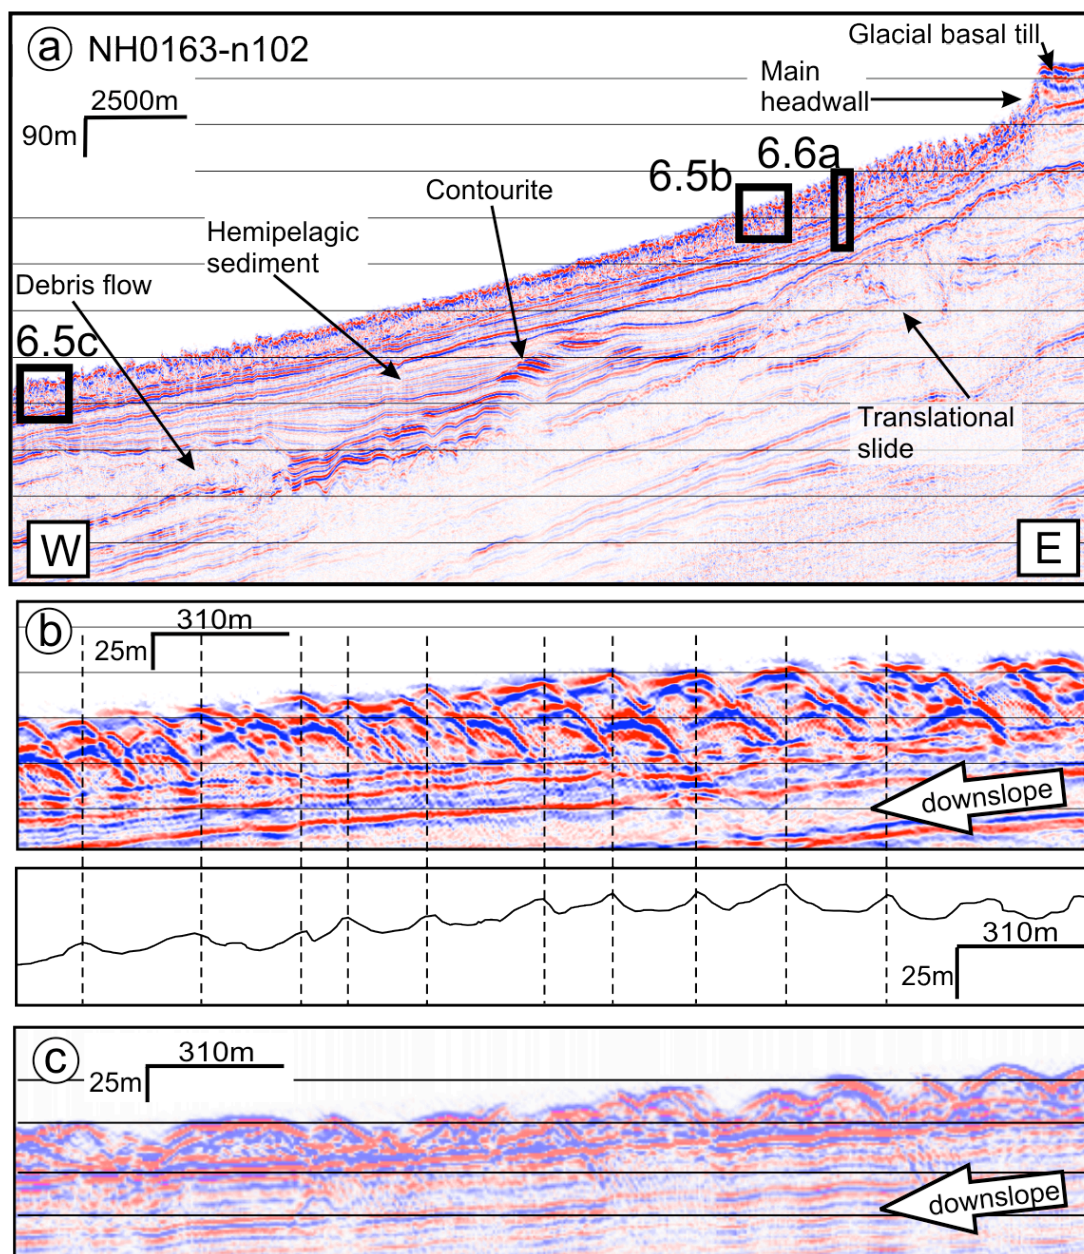 a NH0163-n102
Glacial basal till
Main
headwall
2500m
90m
6.6a
6.5b
Contourite
Hemipelagic
sediment
Debris flow
6.5c
Translational
slide
W
E
b
310m
25m
downslope
310m
25m
c
310m
25m
downslope